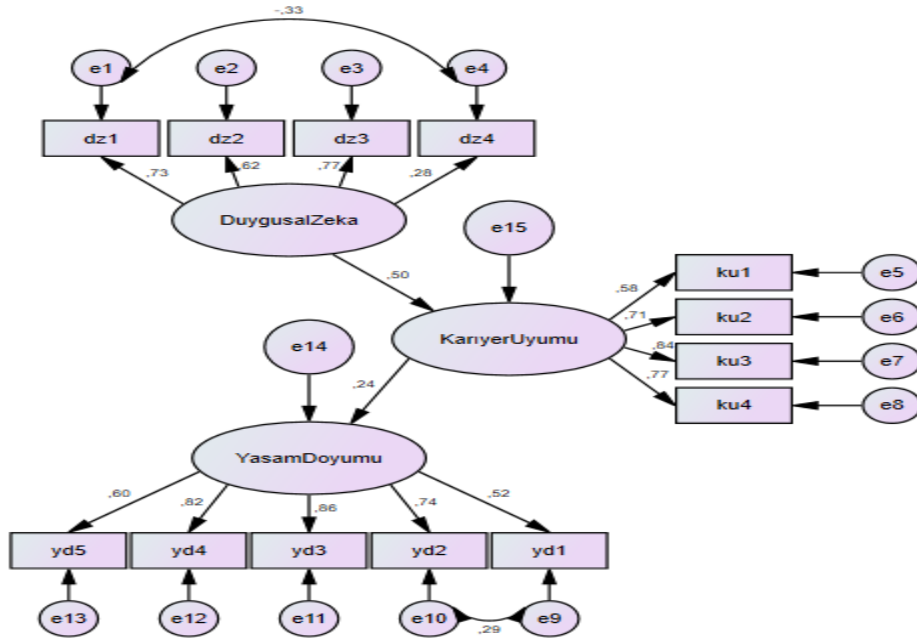 -,33
e1 e2 e3 e4
dz1 dz2 dz3 dz4
,73 ,62 ,77 ,28
DuygusalZeka
e15
,50
ku1 e5
,58
ku2 e6
,71
KarıyerUyumu
e14
,84
ku3 e7
,77
ku4 e8
,24
YasamDoyumu
,60 ,82 ,86 ,74 ,52
yd5 yd4 yd3 yd2 yd1
e13 e12 e11 e10 e9
,29